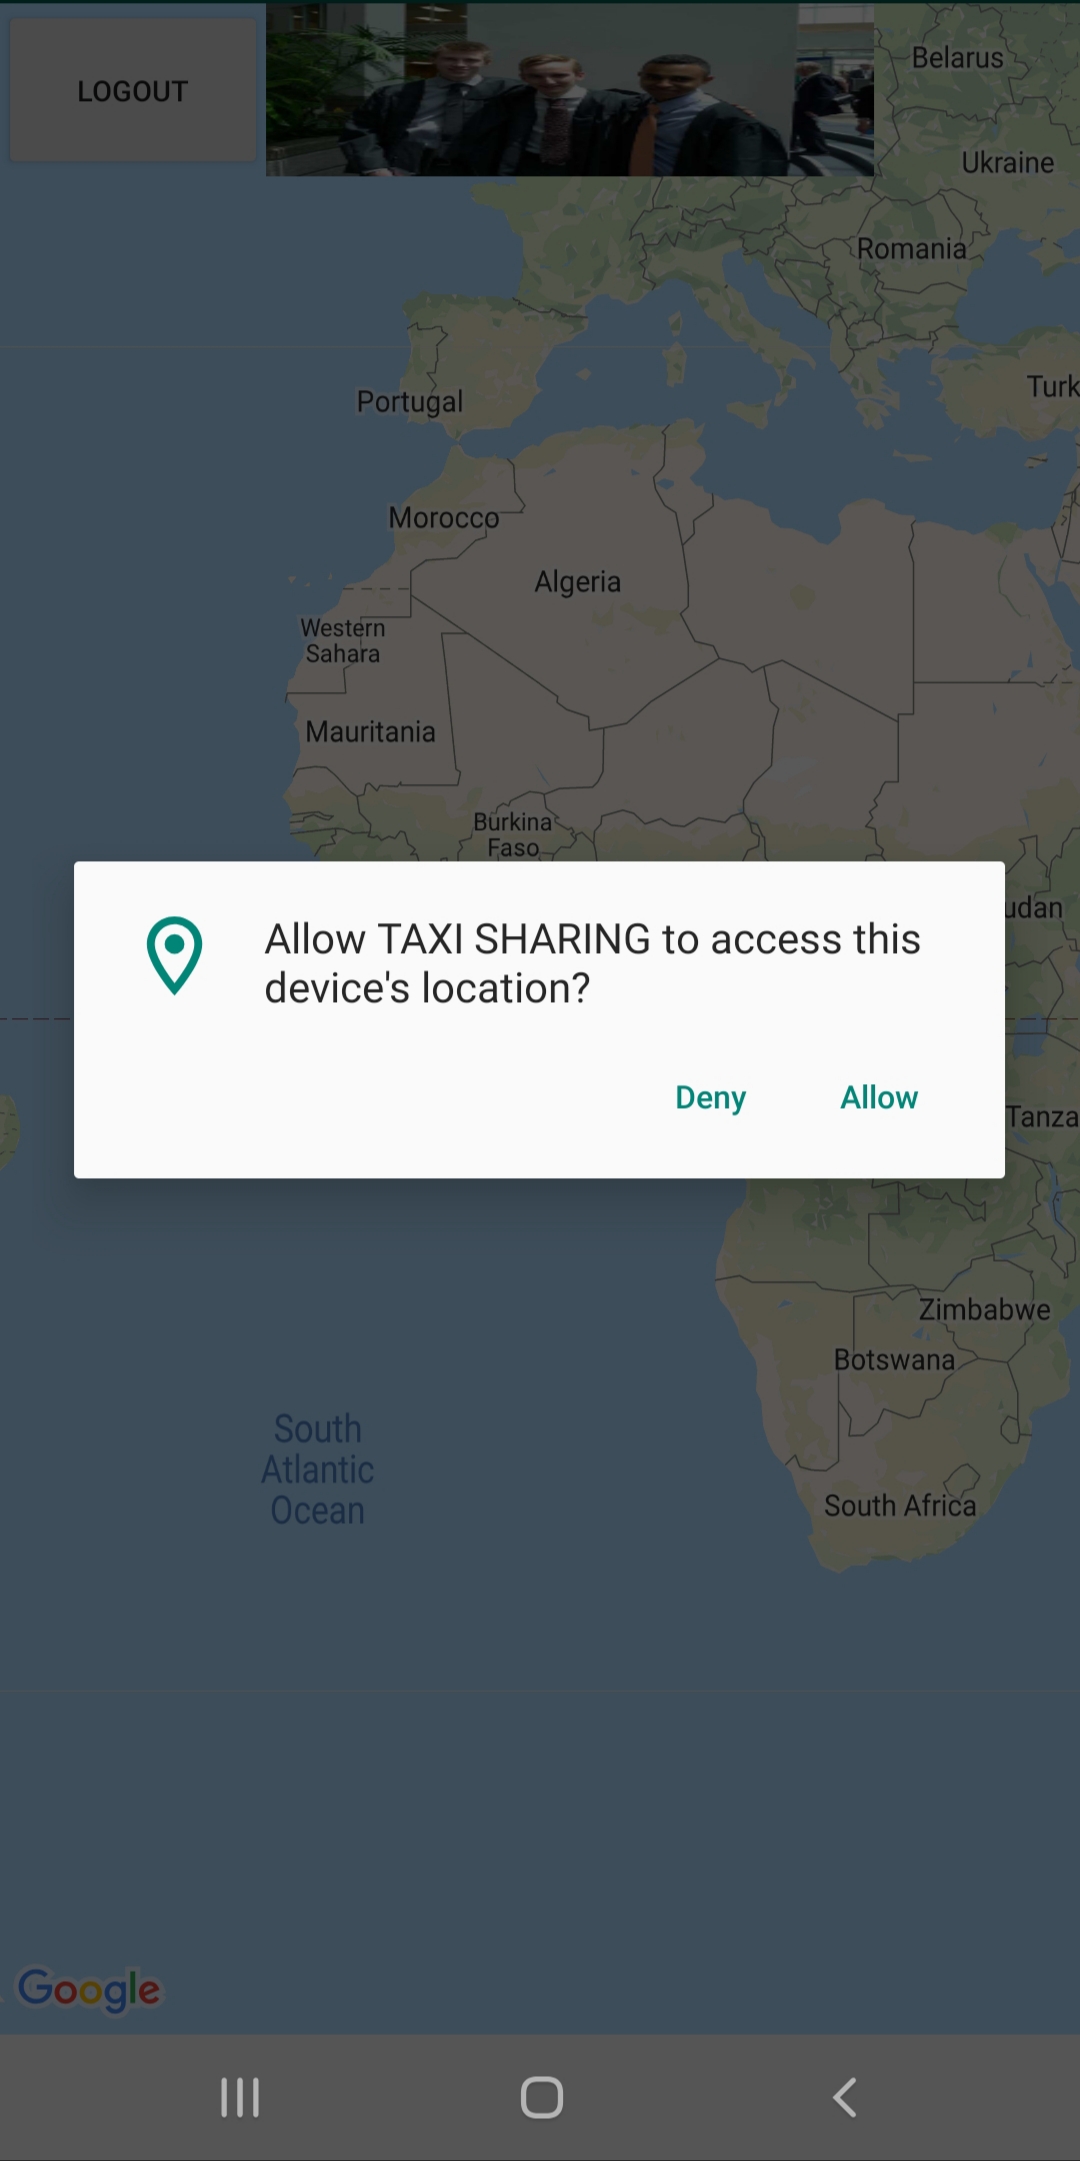 LOGOUT
Belarus
Ukraine
Romania
Turk
Portugal
Morocco
Algeria
Western
Sahara
Mauritania
Burkina
Faso
udan
Allow TAXI SHARING to access this
device's location?
Deny Allow
Tanza
Zimbabwe
Botswana
South
Atlantic
Ocean
South Africa
Google